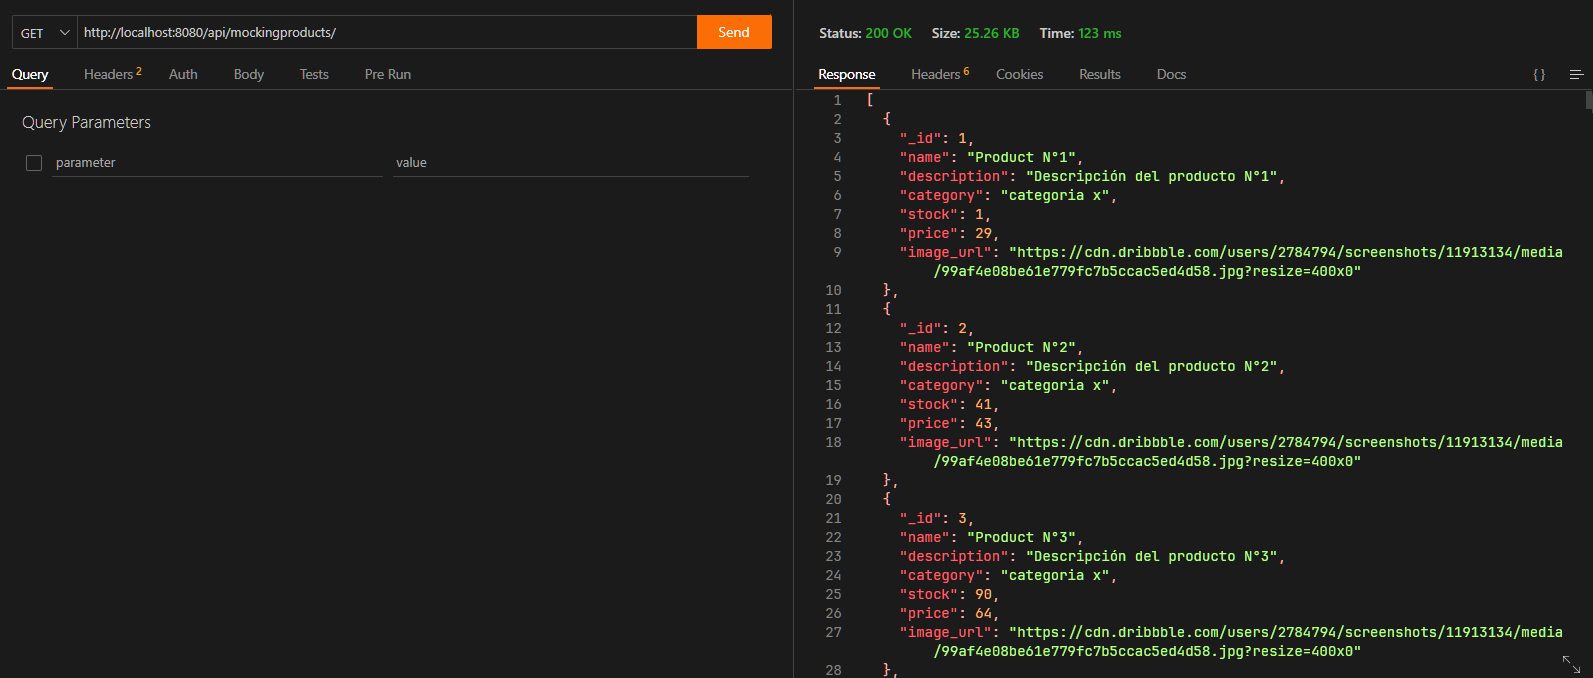 GET http://localhost:8080/api/mockingproducts/ Send
Query Headers 2 Auth Body Tests Pre Run
Query Parameters
parameter value
Status: 200 OK Size: 25.26 KB Time: 123 ms
Response Headers 6 Cookies Results Docs { }
1 [
2 {
3 "_id": 1,
4 "name": "Product N°1",
5 "description": "Descripción del producto N°1",
6 "category": "categoria x",
7 "stock": 1,
8 "price": 29,
9 "image_url": "https://cdn.dribbble.com/users/2784794/screenshots/11913134/media
/99af4e08be61e779fc7b5ccac5ed4d58.jpg?resize=400x0"
10 },
11 {
12 "_id": 2,
13 "name": "Product N°2",
14 "description": "Descripción del producto N°2",
15 "category": "categoria x",
16 "stock": 41,
17 "price": 43,
18 "image_url": "https://cdn.dribbble.com/users/2784794/screenshots/11913134/media
/99af4e08be61e779fc7b5ccac5ed4d58.jpg?resize=400x0"
19 },
20 {
21 "_id": 3,
22 "name": "Product N°3",
23 "description": "Descripción del producto N°3",
24 "category": "categoria x",
25 "stock": 90,
26 "price": 64,
27 "image_url": "https://cdn.dribbble.com/users/2784794/screenshots/11913134/media
/99af4e08be61e779fc7b5ccac5ed4d58.jpg?resize=400x0"
28 },